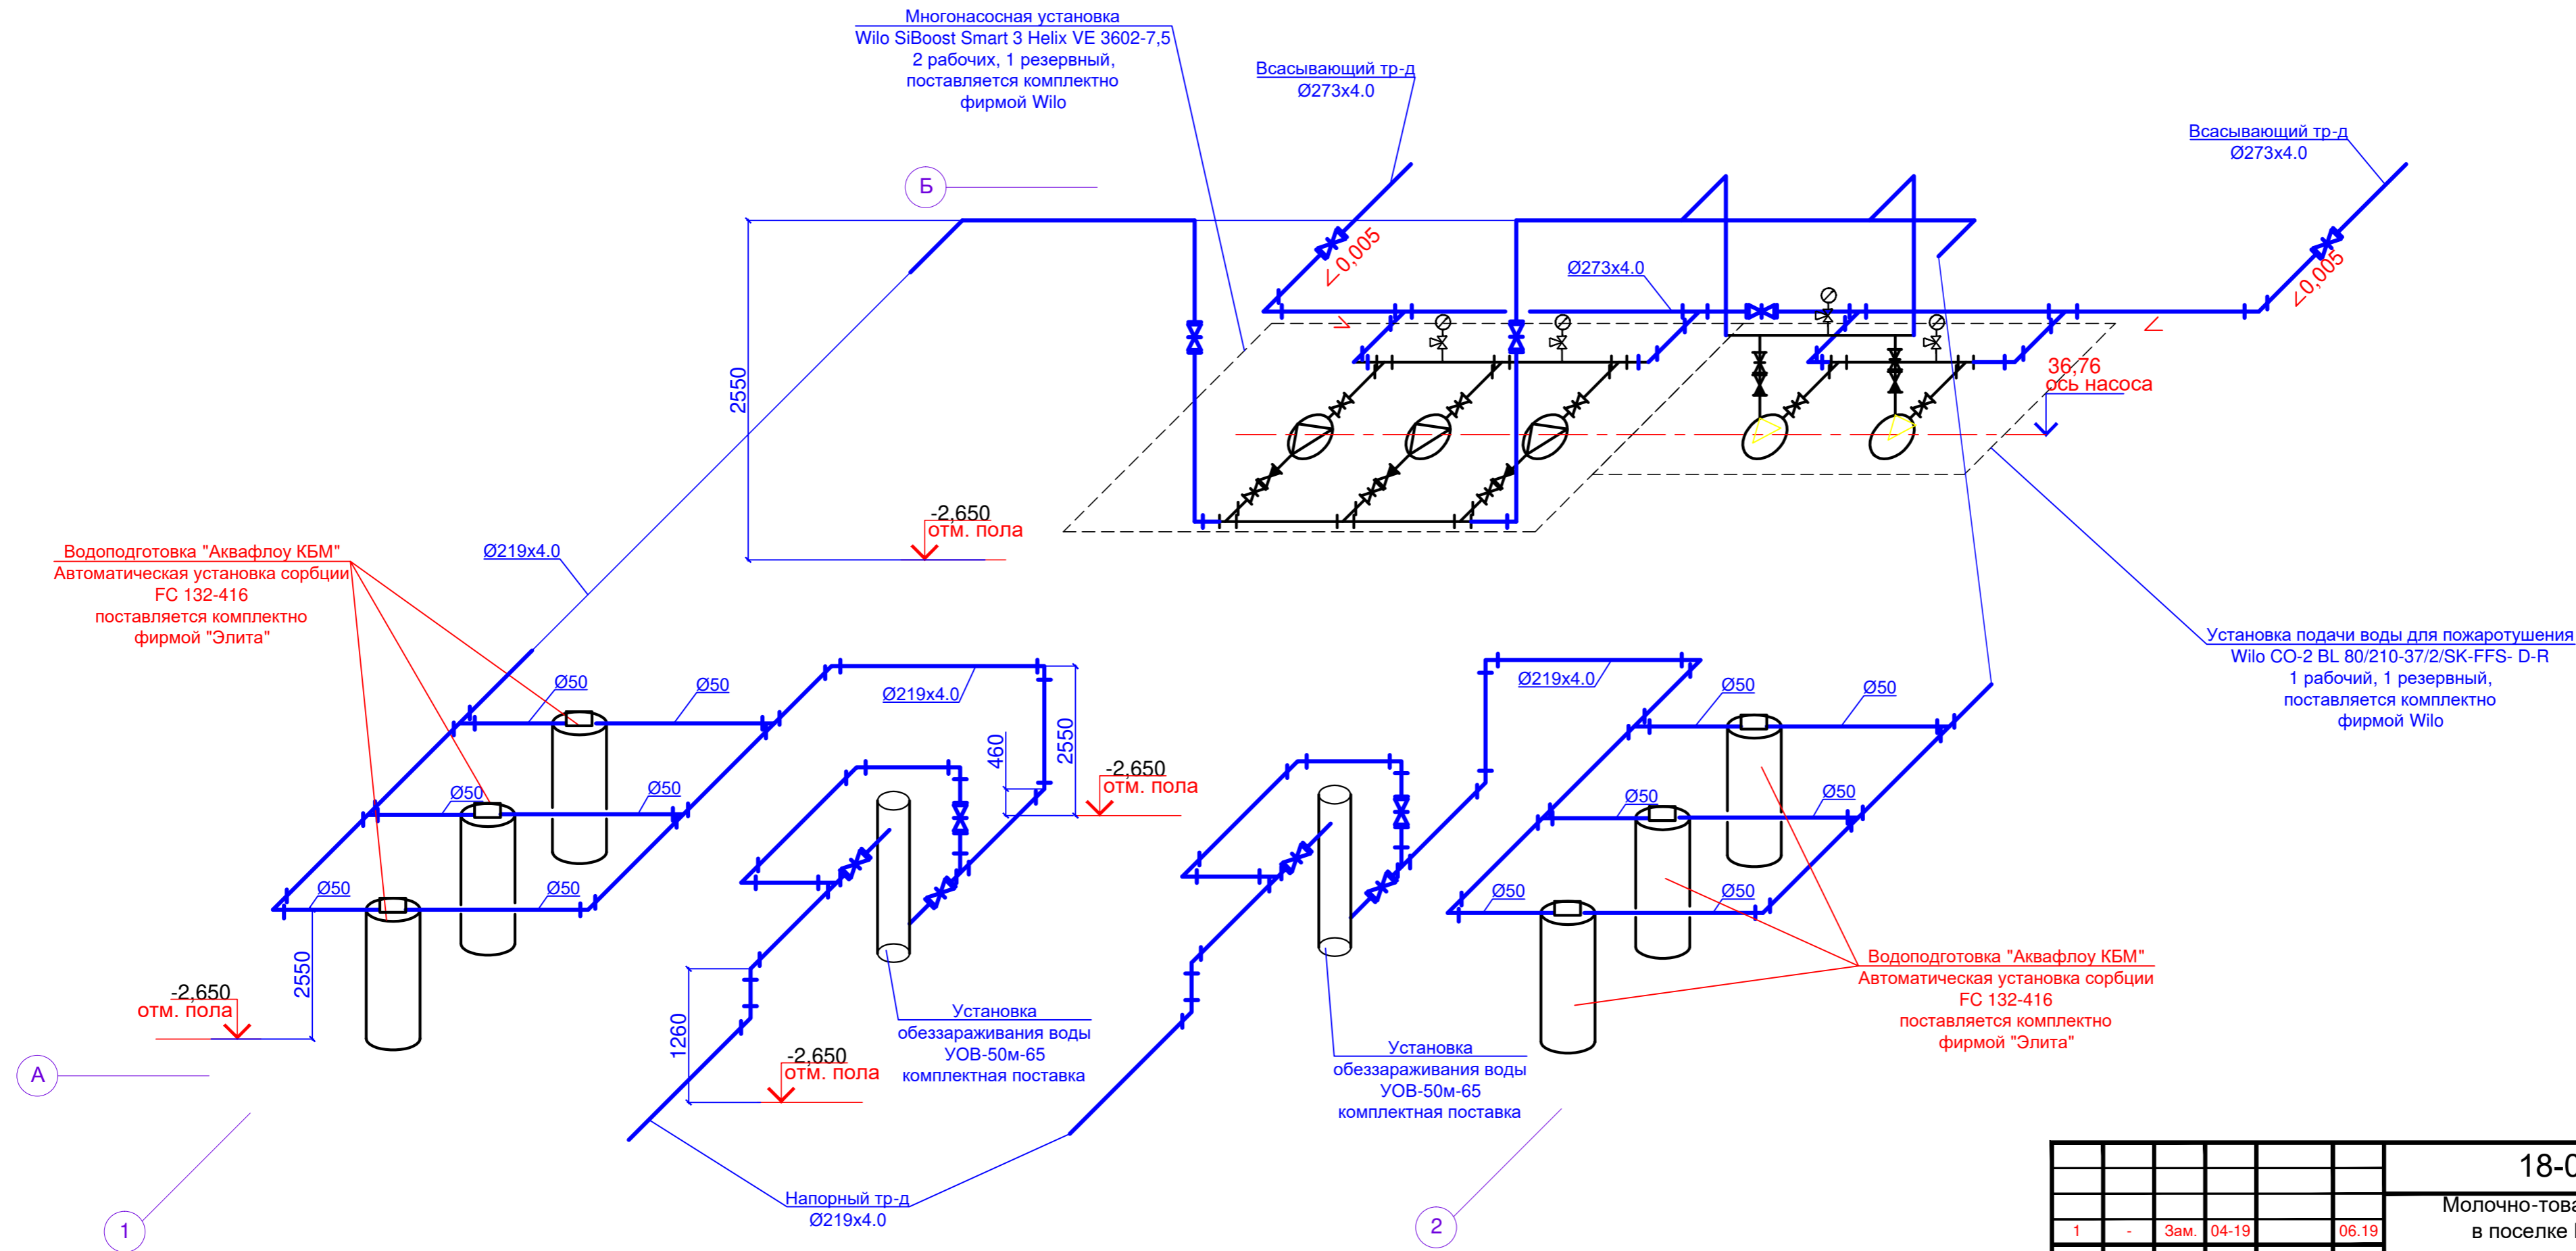 Многонасосная установка
Wilo SiBoost Smart 3 Helix VE 3602-7,5
2 рабочих, 1 резервный,
поставляется комплектно
фирмой Wilo
Всасывающий тр-д
Ø273x4.0
Всасывающий тр-д
Ø273x4.0
Б
<0,005
Ø273x4.0
<0,005
2550
36,76
ось насоса
-2,650
отм. пола
Водоподготовка "Аквафлоу КБМ"
Автоматическая установка сорбции
FC 132-416
поставляется комплектно
фирмой "Элита"
Ø219x4.0
Установка подачи воды для пожаротушения
Wilo CO-2 BL 80/210-37/2/SK-FFS- D-R
1 рабочий, 1 резервный,
поставляется комплектно
фирмой Wilo
Ø50
Ø50
Ø219x4.0
Ø219x4.0
Ø50
Ø50
460
2550
-2,650
отм. пола
Ø50
Ø50
Ø50
Ø50
Ø50
Ø50
Ø50
Ø50
2550
-2,650
отм. пола
1260
-2,650
отм. пола
Установка
обеззараживания воды
УОВ-50м-65
комплектная поставка
Установка
обеззараживания воды
УОВ-50м-65
комплектная поставка
Водоподготовка "Аквафлоу КБМ"
Автоматическая установка сорбции
FC 132-416
поставляется комплектно
фирмой "Элита"
А
1
Напорный тр-д
Ø219x4.0
2
18-0
Молочно-това
в поселке
1 - Зам. 04-19 06.19